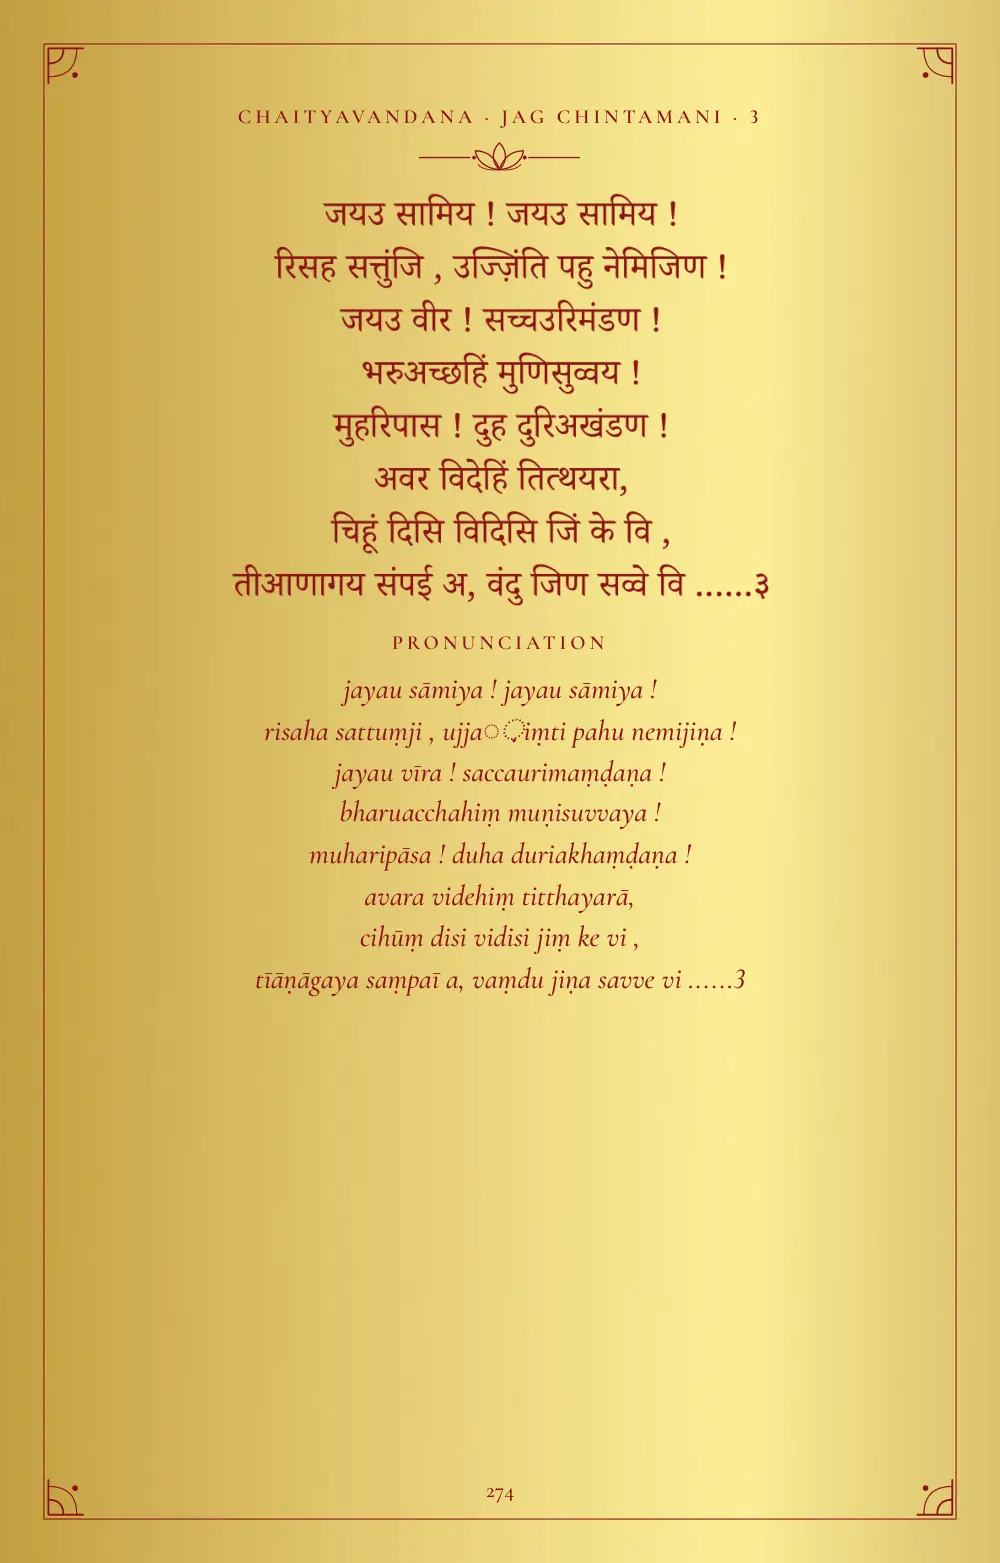 CHAITYAVANDANA · JAG CHINTAMANI · 3
जयउ सामिय ! जयउ सामिय !
रिसह सत्तुंजि , उज्ज़िंति पहु नेमिजिण !
जयउ वीर ! सच्चउरिमंडण !
भरुअच्छहिं मुणिसुव्वय !
मुहरिपास ! दुह दुरिअखंडण !
अवर विदेहिं तित्थयरा,
चिहूं दिसि विदिसि जिं के वि ,
तीआणागय संपई अ, वंदु जिण सव्वे वि ......३
PRONUNCIATION
jayau sāmiya ! jayau sāmiya !
risaha sattuṃji , ujja़्iṃti pahu nemijiṇa !
jayau vīra ! saccaurimaṃḍaṇa !
bharuacchahiṃ muṇisuvvaya !
muharipāsa ! duha duriakhaṃḍaṇa !
avara videhiṃ titthayarā,
cihūṃ disi vidisi jiṃ ke vi ,
tīāṇāgaya saṃpaī a, vaṃdu jiṇa savve vi ......3
274